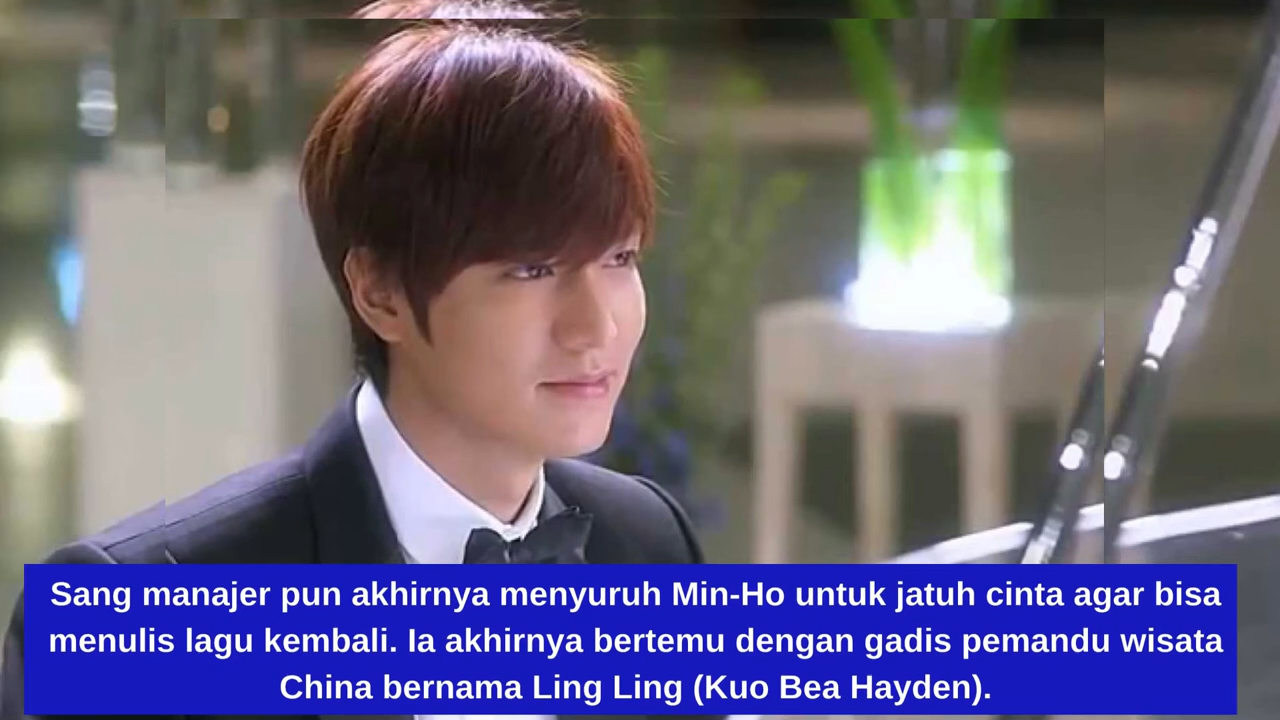 Sang manajer pun akhirnya menyuruh Min-Ho untuk jatuh cinta agar bisa
menulis lagu kembali. Ia akhirnya bertemu dengan gadis pemandu wisata
China bernama Ling Ling (Kuo Bea Hayden).